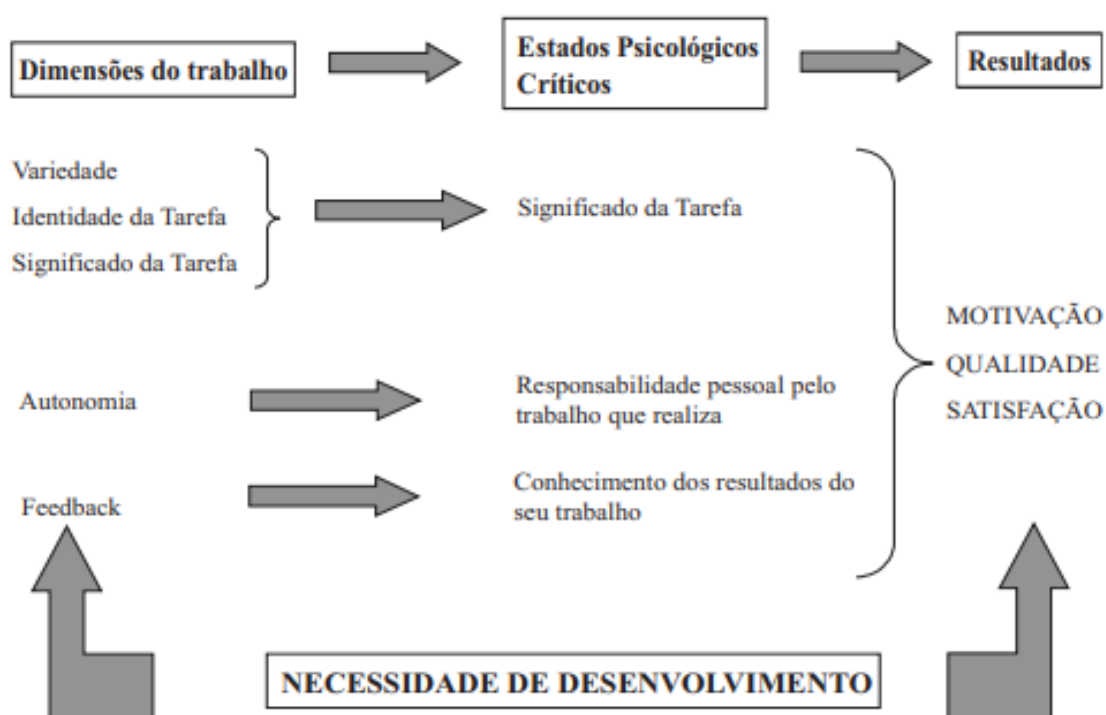 Dimensões do trabalho
Estados Psicológicos
Críticos
Resultados
Variedade
Identidade da Tarefa
Significado da Tarefa
Significado da Tarefa
MOTIVAÇÃO
QUALIDADE
SATISFAÇÃO
Autonomia
Responsabilidade pessoal pelo
trabalho que realiza
Feedback
Conhecimento dos resultados do
seu trabalho
NECESSIDADE DE DESENVOLVIMENTO